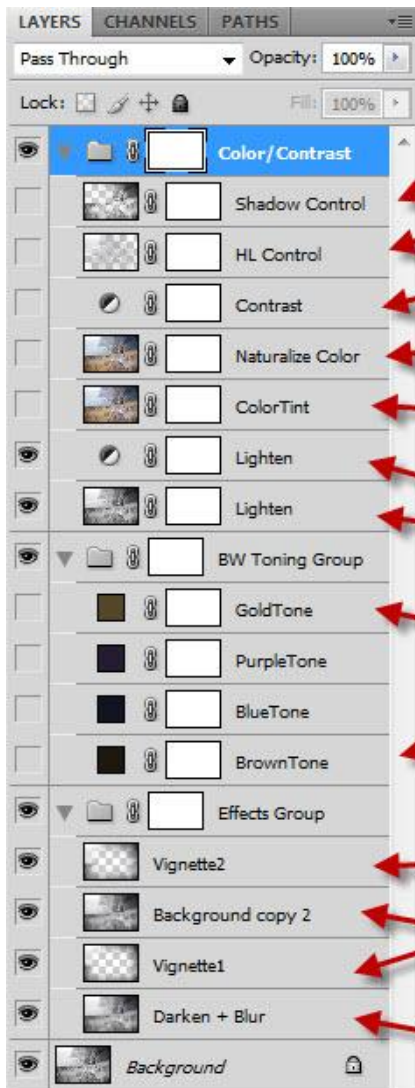 LAYERS CHANNELS PATHS
Pass Through Opacity: 100%
Lock: Fill: 100%
Color/Contrast
Shadow Control
HL Control
Contrast
Naturalize Color
ColorTint
Lighten
Lighten
BW Toning Group
GoldTone
PurpleTone
BlueTone
BrownTone
Effects Group
Vignette2
Background copy 2
Vignette1
Darken + Blur
Background